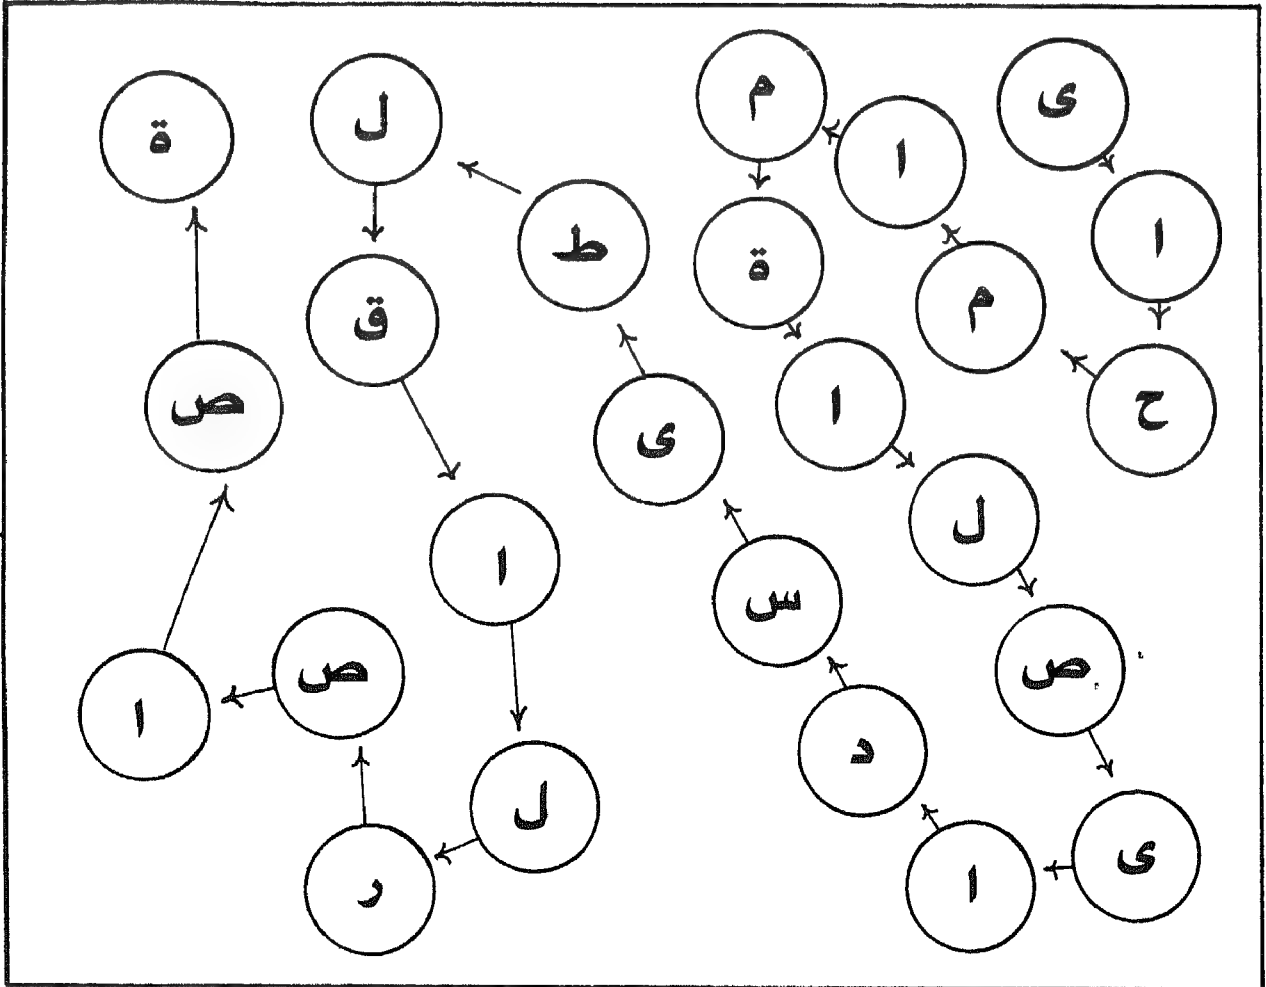 ى
ا
ح
م
ا
م
ة
ا
ل
ص
ى
ا
د
س
ى
ط
ل
ق
ا
ل
ر
ص
ا
ص
ة